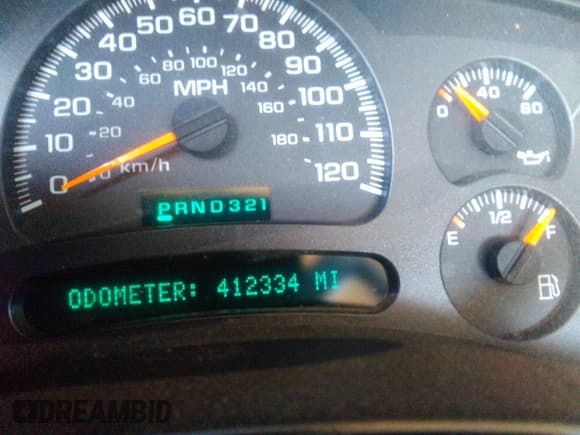 40 50 60 70 80
30 60 80 100 120 90
20 40 MPH 140 100
160
10 20 180 110
0 0 km/h 120
PRND321
ODOMETER: 412334 MI
0 40 80
E 1/2 F
DREAMBID